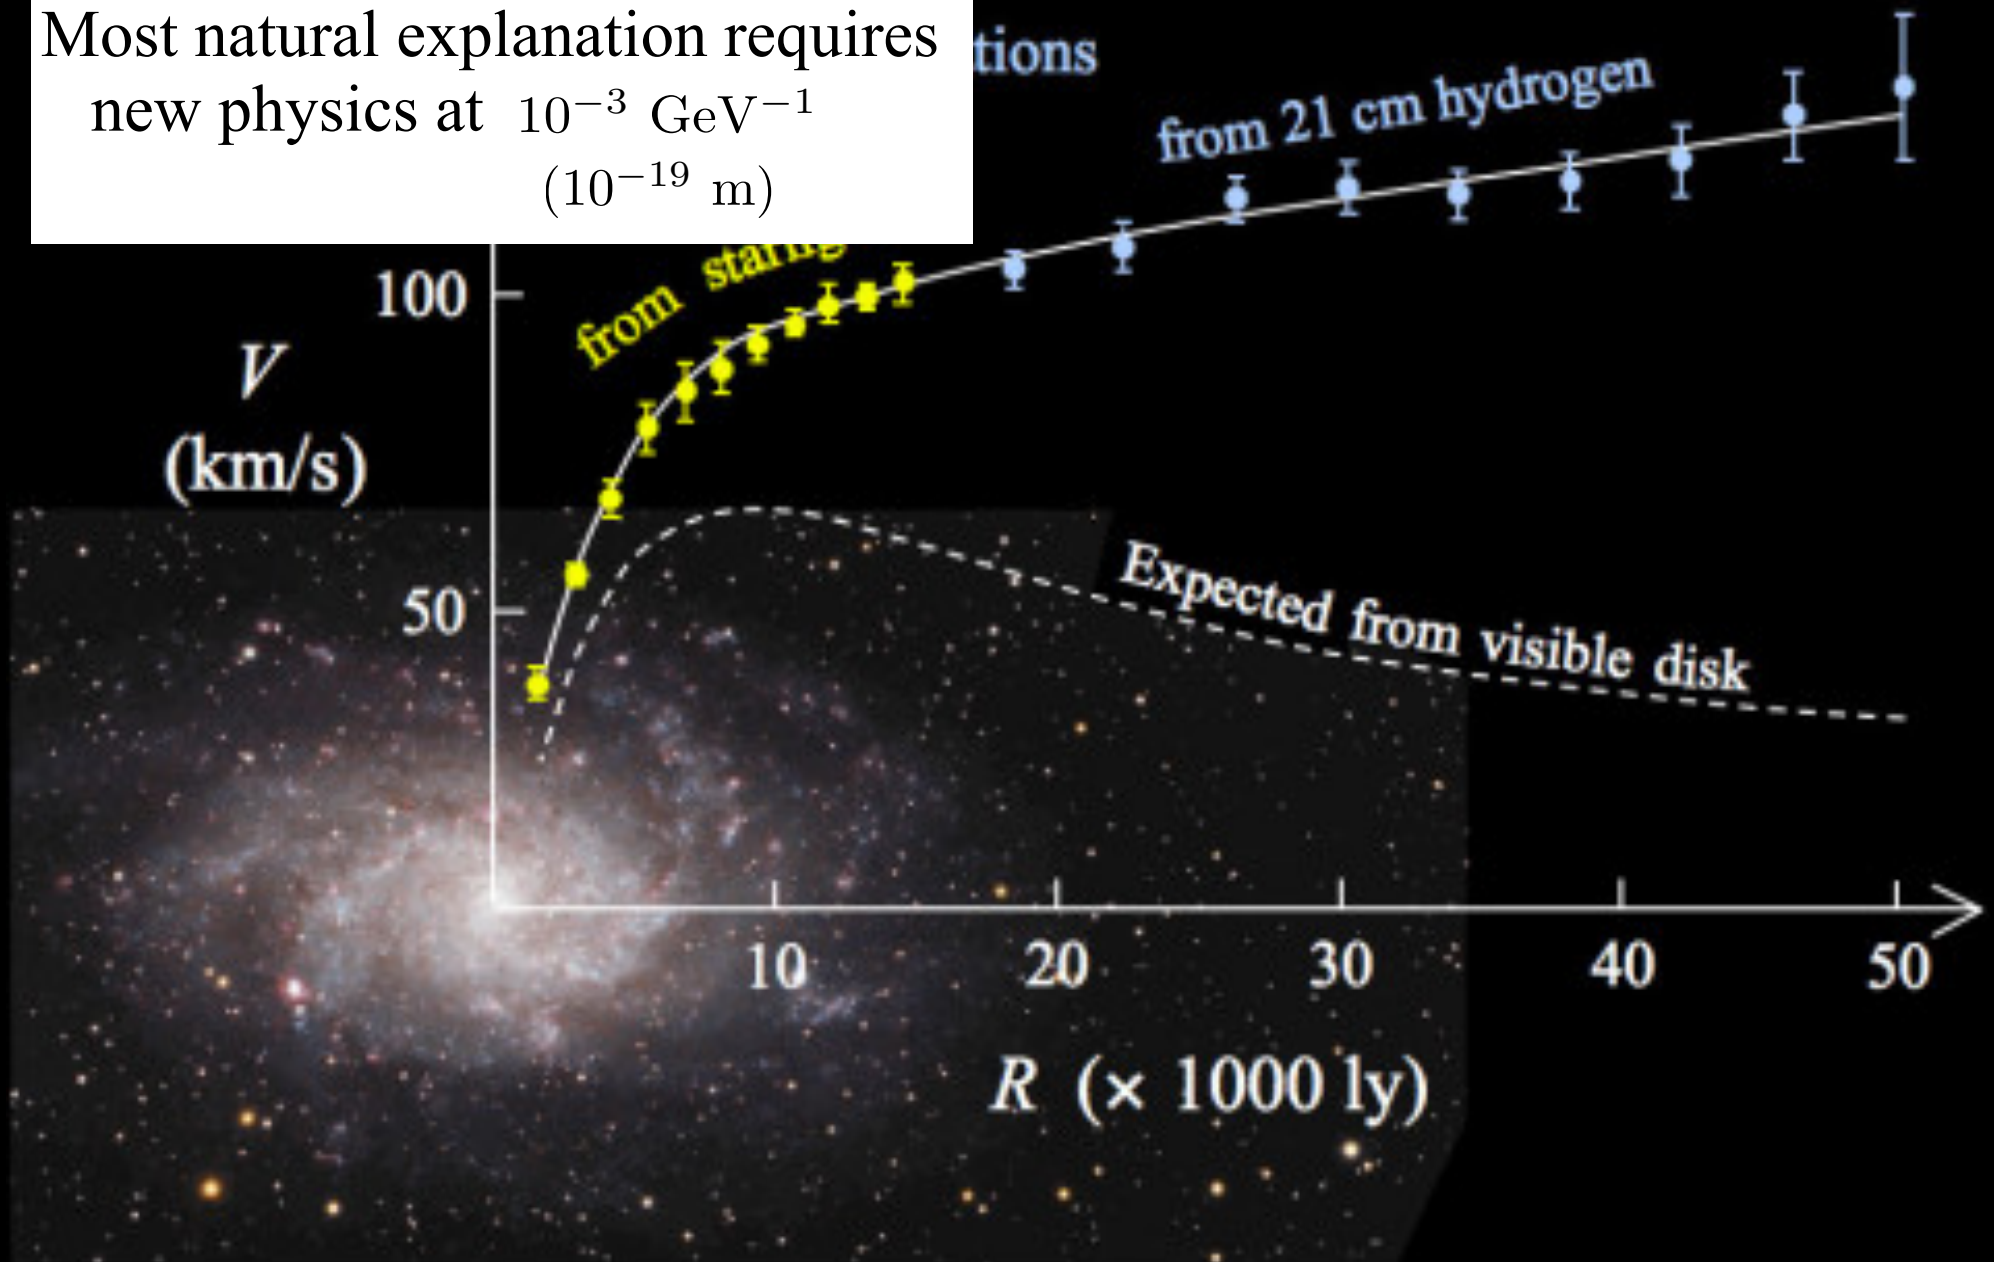 Most natural explanation requires
new physics at 10⁻³ GeV⁻¹
(10⁻¹⁹ m)
tions
from 21 cm hydrogen
from
100
V
(km/s)
50
Expected from visible disk
10 20 30 40 50
R (× 1000 ly)